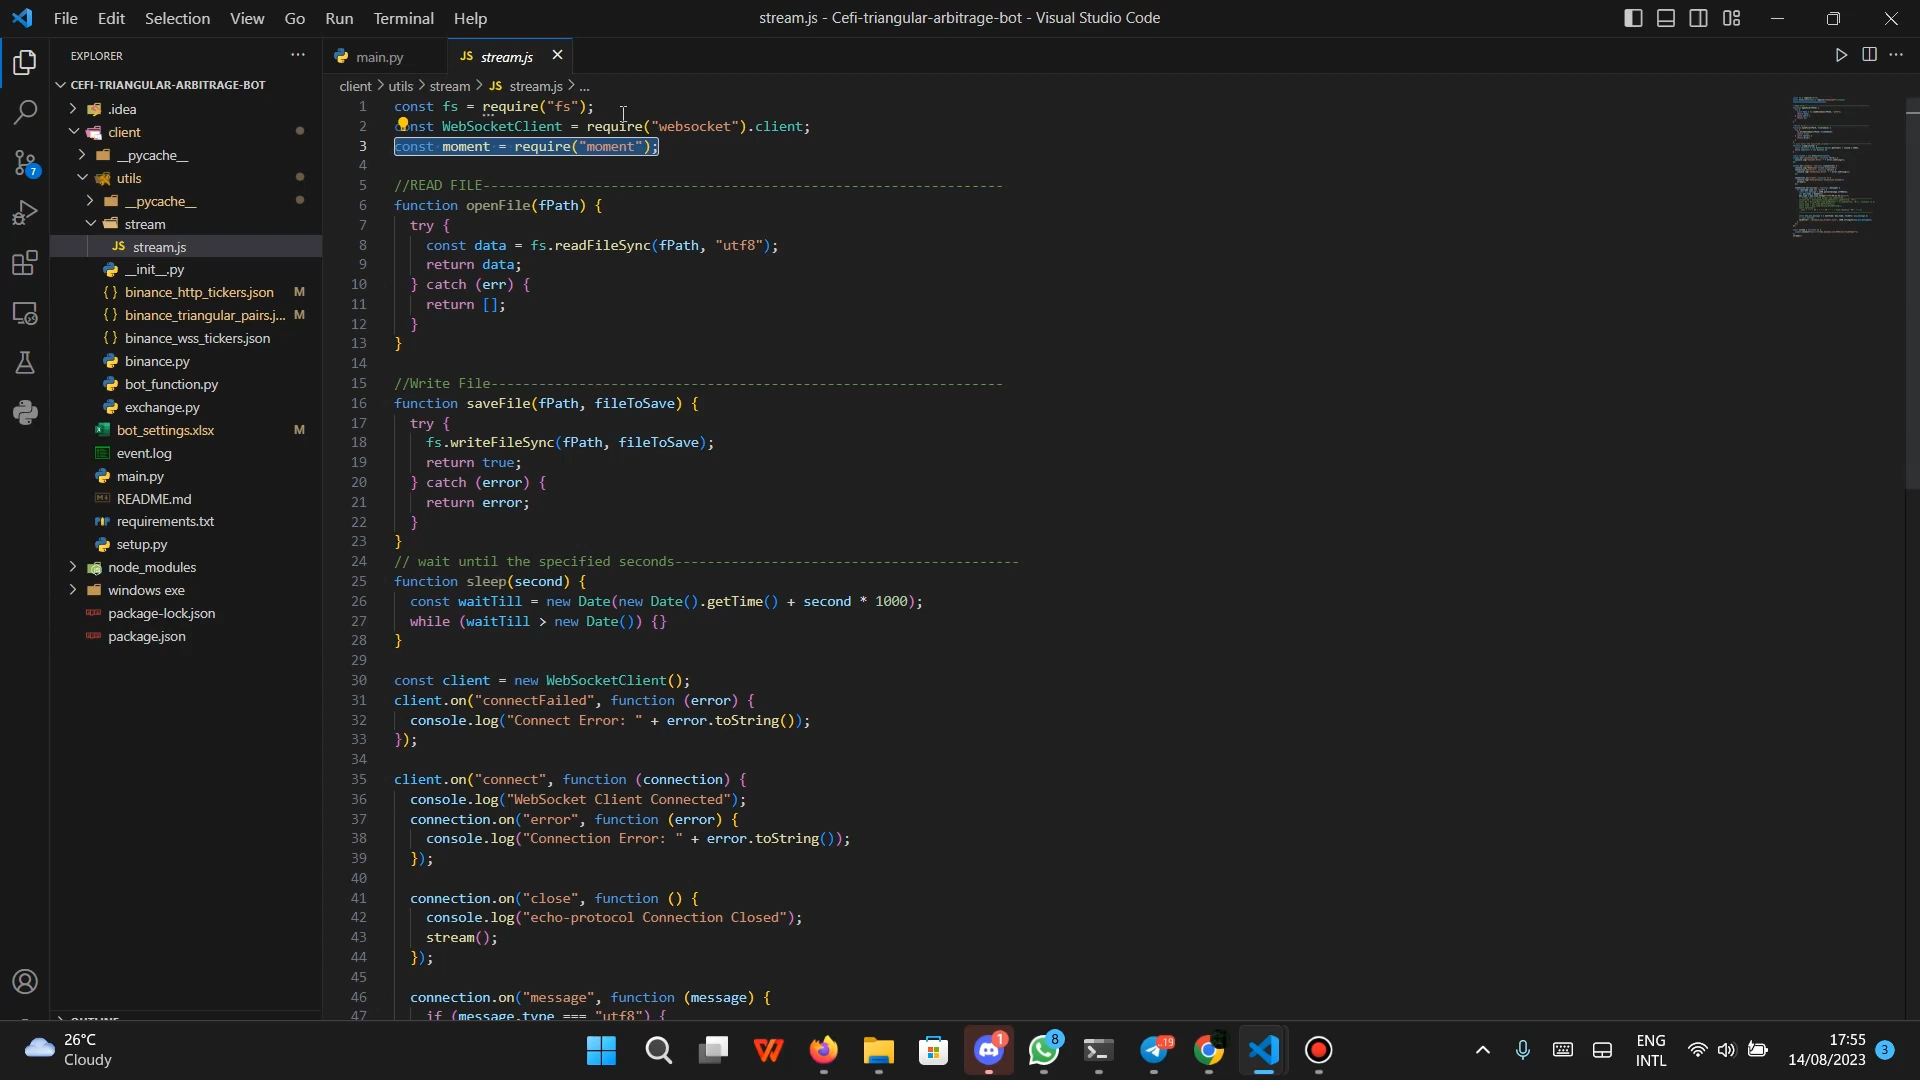 File Edit Selection View Go Run Terminal Help
stream.js - Cefi-triangular-arbitrage-bot - Visual Studio Code
EXPLORER
CEFI-TRIANGULAR-ARBITRAGE-BOT
.idea
client
__pycache__
utils
__pycache__
stream
JS stream.js
__init__.py
{} binance_http_tickers.json M
{} binance_triangular_pairs.j... M
{} binance_wss_tickers.json
binance.py
bot_function.py
exchange.py
bot_settings.xlsx M
event.log
main.py
README.md
requirements.txt
setup.py
node_modules
windows exe
package-lock.json
package.json
7
main.py
JS stream.js
client > utils > stream > JS stream.js > ...
1 const fs = require("fs");
2 const WebSocketClient = require("websocket").client;
3 const moment = require("moment");
4
5 //READ FILE-----------------------------------------------------------------
6 function openFile(fPath) {
7 try {
8 const data = fs.readFileSync(fPath, "utf8");
9 return data;
10 } catch (err) {
11 return [];
12 }
13 }
14
15 //Write File----------------------------------------------------------------
16 function saveFile(fPath, fileToSave) {
17 try {
18 fs.writeFileSync(fPath, fileToSave);
19 return true;
20 } catch (error) {
21 return error;
22 }
23 }
24 // wait until the specified seconds-------------------------------------------
25 function sleep(second) {
26 const waitTill = new Date(new Date().getTime() + second * 1000);
27 while (waitTill > new Date()) {}
28 }
29
30 const client = new WebSocketClient();
31 client.on("connectFailed", function (error) {
32 console.log("Connect Error: " + error.toString());
33 });
34
35 client.on("connect", function (connection) {
36 console.log("WebSocket Client Connected");
37 connection.on("error", function (error) {
38 console.log("Connection Error: " + error.toString());
39 });
40
41 connection.on("close", function () {
42 console.log("echo-protocol Connection Closed");
43 stream();
44 });
45
46 connection.on("message", function (message) {
47 if (message.type === "utf8") {
26°C
Cloudy
1
8
19
ENG
INTL
17:55
14/08/2023
3